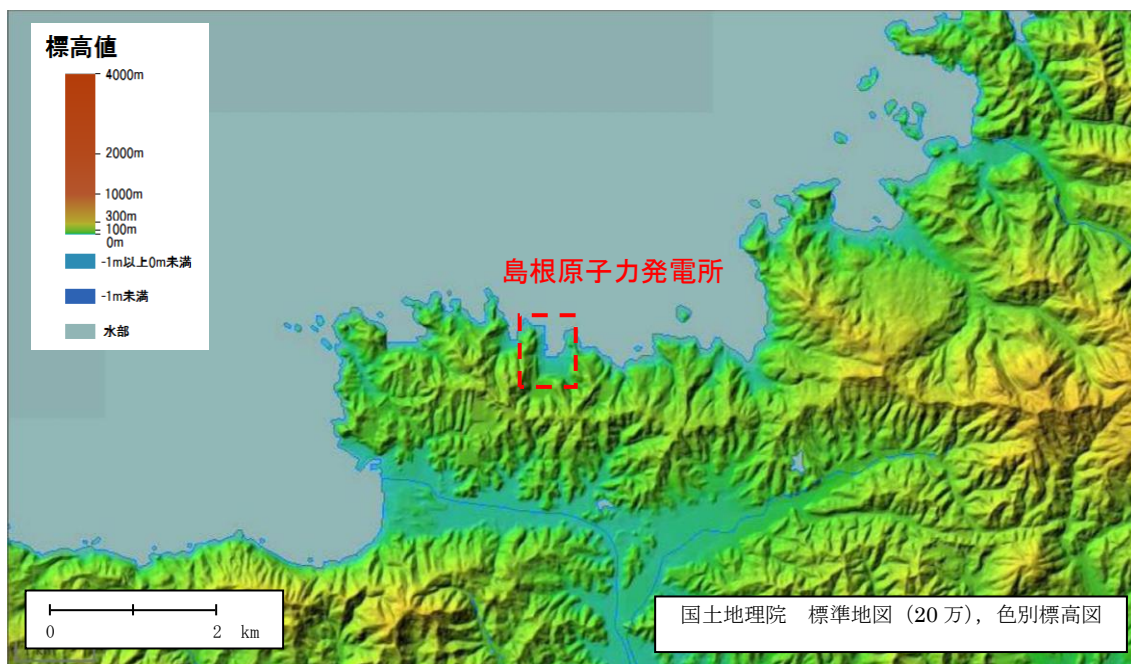 標高値
4000m
2000m
1000m
300m
100m
0m
-1m以上0m未満
-1m未満
水部
島根原子力発電所
0 2 km
国土地理院 標準地図（20万），色別標高図